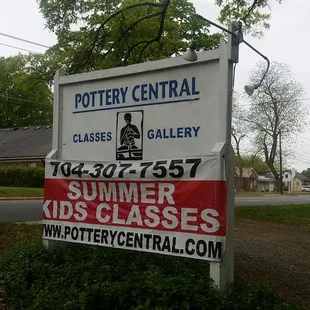 POTTERY CENTRAL
CLASSES GALLERY
704-307-7557
SUMMER
KIDS CLASSES
WWW.POTTERYCENTRAL.COM